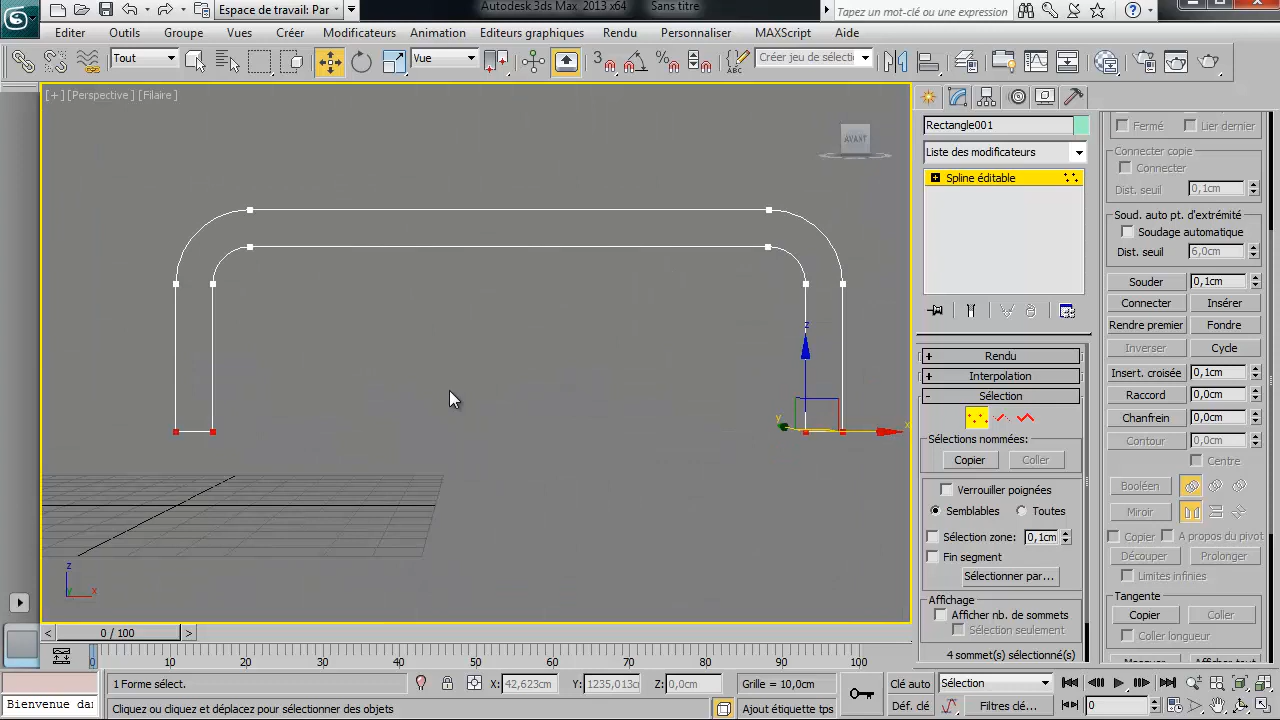 Espace de travail: Par
Autodesk 3ds Max 2013 x64 Sans titre
Tapez un mot-clé ou une expression
Editer Outils Groupe Vues Créer Modificateurs Animation Editeurs graphiques Rendu Personnaliser MAXScript Aide
Tout
Vue
3
ABC
Créer jeu de sélectic
[+] [Perspective] [Filaire]
AVANT
z
y
x
z
y
x
Rectangle001
Liste des modificateurs
Spline éditable
Rendu
Interpolation
Sélection
Sélections nommées:
Copier Coller
Verrouiller poignées
Semblables Toutes
Sélection zone: 0,1cm
Fin segment
Sélectionner par...
Affichage
Afficher nb. de sommets
Sélection seulement
4 sommet(s) sélectionné(s)
Fermé Lier dernier
Connecter copie
Connecter
Dist. seuil 0,1cm
Soud. auto pt. d'extrémité
Soudage automatique
Dist. seuil 6,0cm
Souder 0,1cm
Connecter Insérer
Rendre premier Fondre
Inverser Cycle
Insert. croisée 0,1cm
Raccord 0,0cm
Chanfrein 0,0cm
Contour 0,0cm
Centre
Booléen
Miroir
Copier A propos du pivot
Découper Prolonger
Limites infinies
Tangente
Copier Coller
Coller longueur
Masquer Afficher tout
0 / 100
0 10 20 30 40 50 60 70 80 90 100
1 Forme sélect.
X: 42,623cm Y: 1235,013c Z: 0,0cm
Grille = 10,0cm
Clé auto Sélection
Bienvenue dar
Cliquez ou cliquez et déplacez pour sélectionner des objets
Ajout étiquette tps
Déf. clé Filtres clé...
0